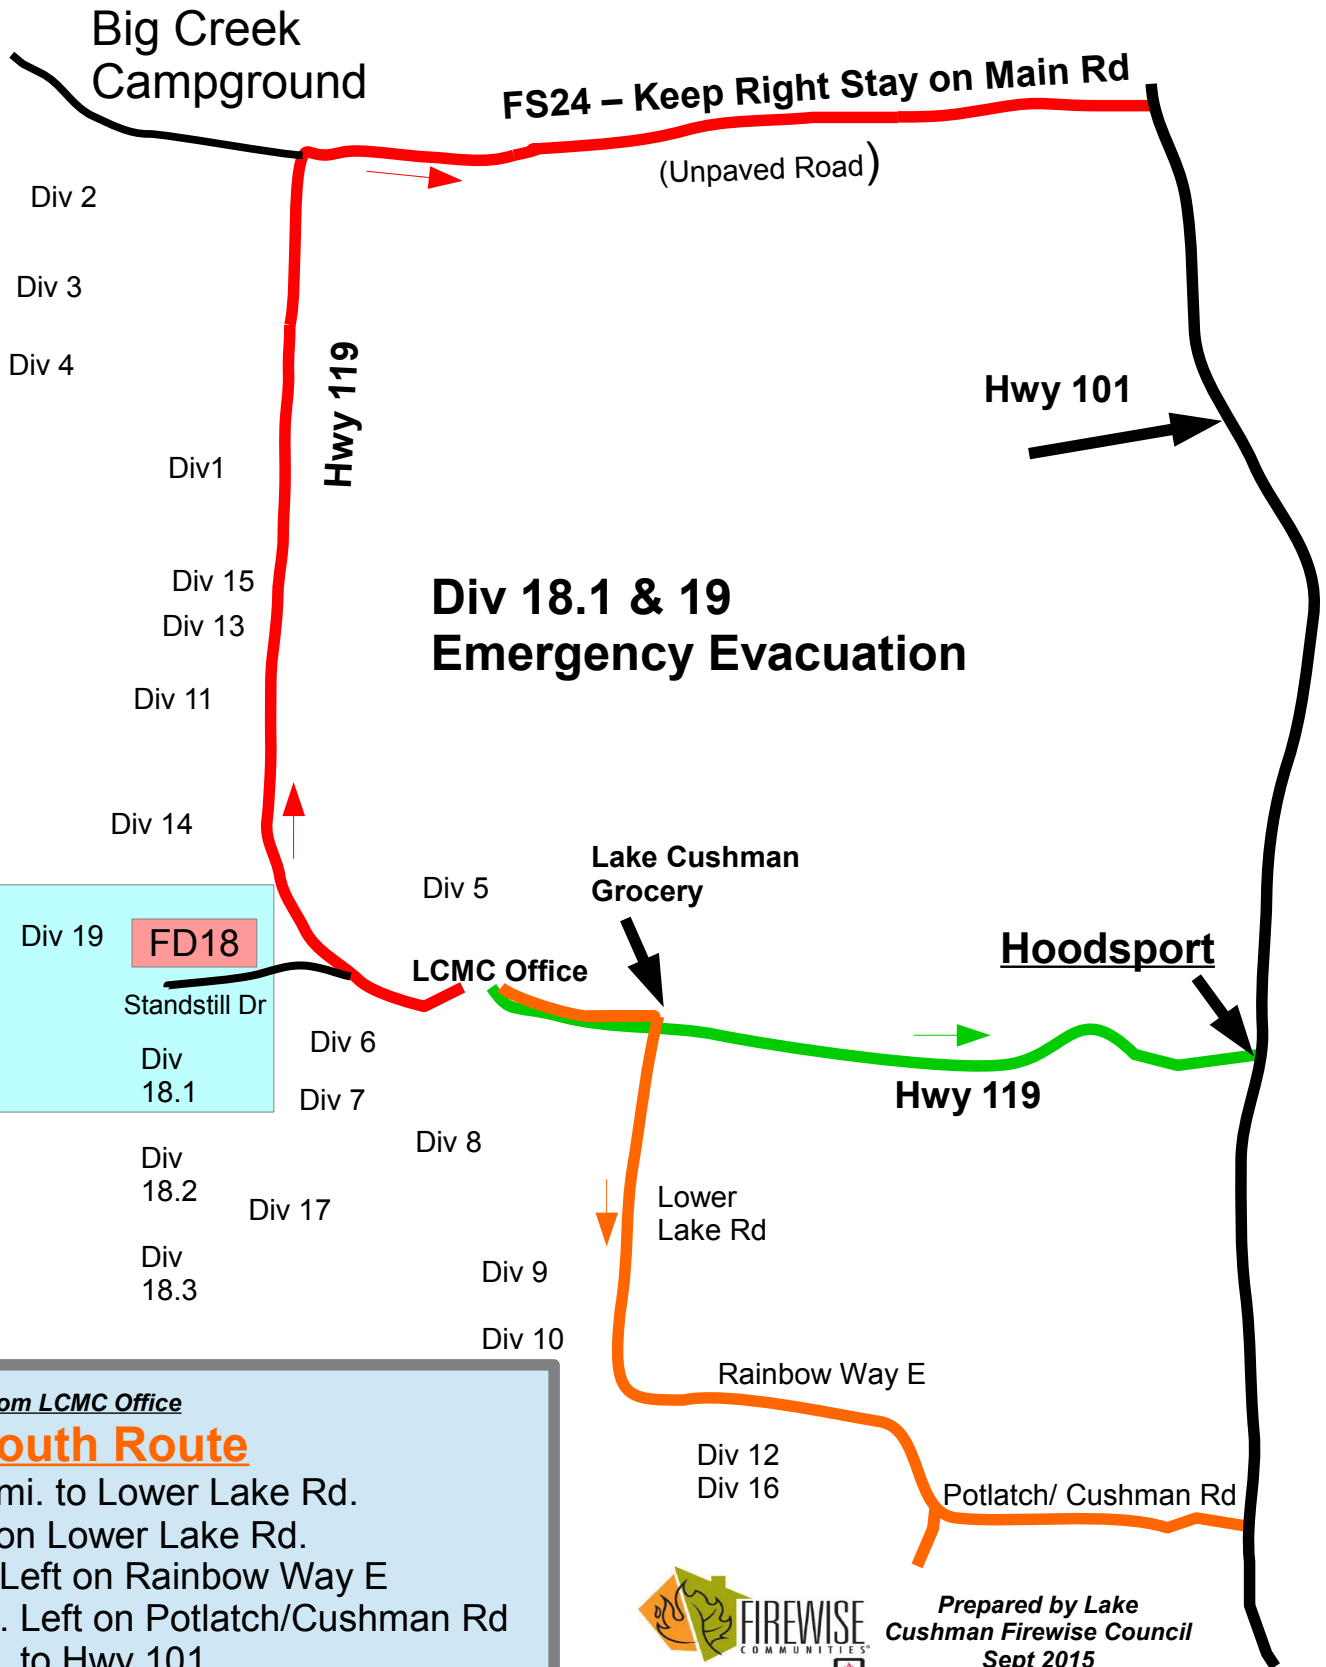 Big Creek
Campground
FS24 – Keep Right Stay on Main Rd
(Unpaved Road)
Div 2
Div 3
Div 4
Hwy 119
Hwy 101
Div1
Div 15
Div 13
Div 11
Div 18.1 & 19
Emergency Evacuation
Div 14
Div 5
Lake Cushman
Grocery
Div 19
FD18
Standstill Dr
LCMC Office
Hoodsport
Div 6
Div
18.1
Div 7
Hwy 119
Div 8
Div
18.2
Div 17
Lower
Lake Rd
Div
18.3
Div 9
Div 10
Rainbow Way E
Div 12
Div 16
Potlatch/ Cushman Rd
LCMC Office
Route
mi. to Lower Lake Rd.
on Lower Lake Rd.
Left on Rainbow Way E
. Left on Potlatch/Cushman Rd
to Hwy 101
FIREWISE
COMMUNITIES
Prepared by Lake
Cushman Firewise Council
Sept 2015